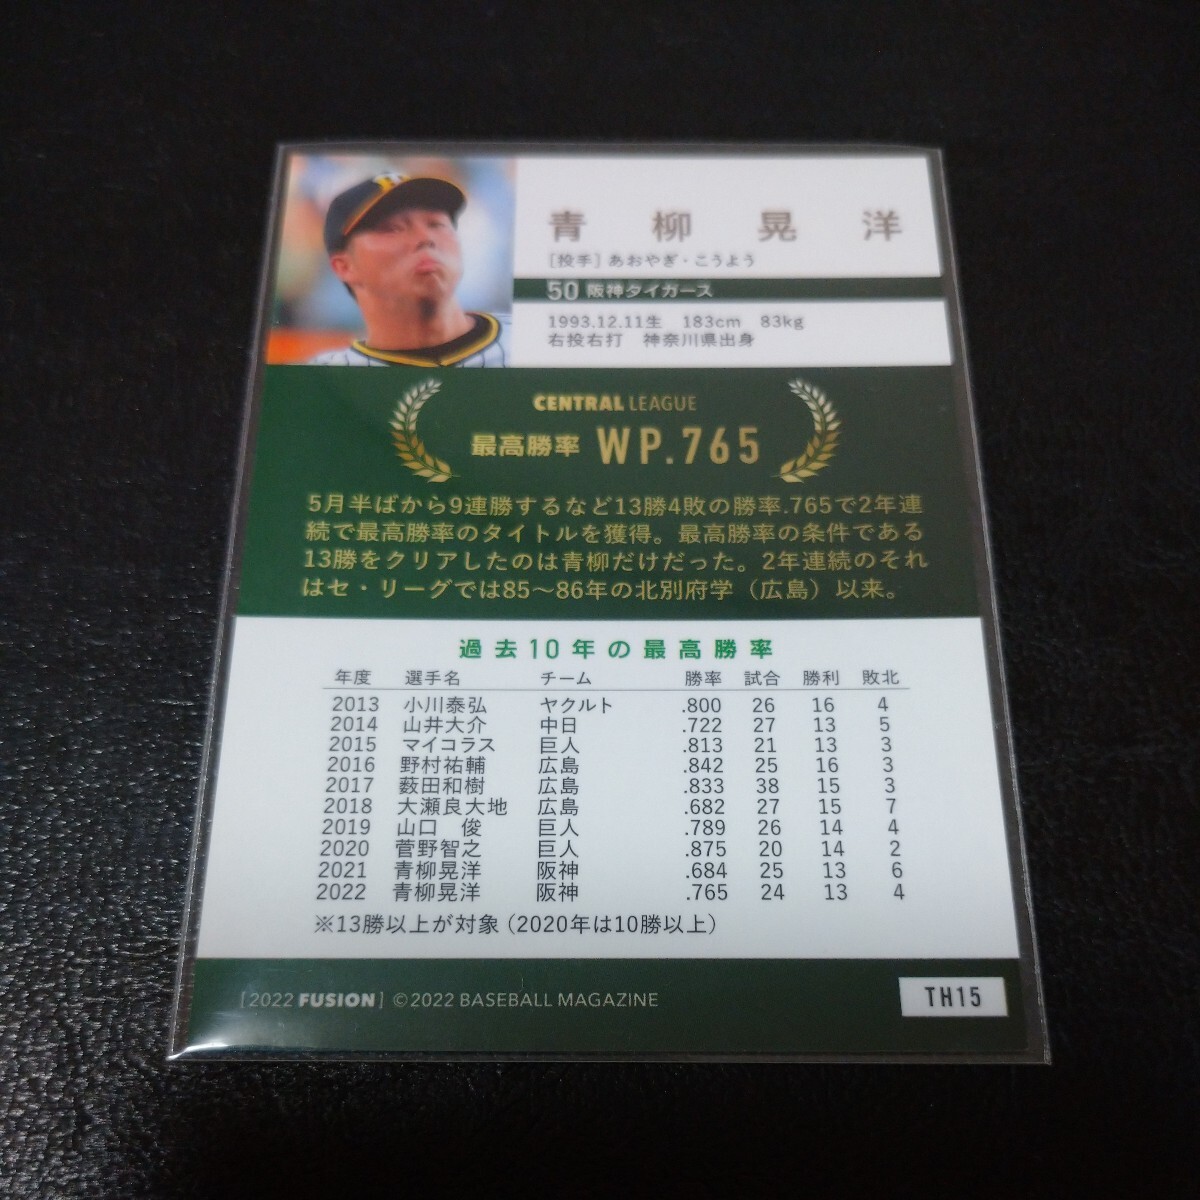 青柳晃洋
[投手]あおやぎ・こうよう
50 阪神タイガース
1993.12.11生 183cm 83kg
右投右打 神奈川県出身
CENTRAL LEAGUE
最高勝率 WP.765
5月半ばから9連勝するなど13勝4敗の勝率.765で2年連
続で最高勝率のタイトルを獲得。最高勝率の条件である
13勝をクリアしたのは青柳だけだった。2年連続のそれ
はセ・リーグでは85～86年の北別府学（広島）以来。
過去10年の最高勝率
年度 選手名 チーム 勝率 試合 勝利 敗北
2013 小川泰弘 ヤクルト .800 26 16 4
2014 山井大介 中日 .722 27 13 5
2015 マイコラス 巨人 .813 21 13 3
2016 野村祐輔 広島 .842 25 16 3
2017 薮田和樹 広島 .833 38 15 3
2018 大瀬良大地 広島 .682 27 15 7
2019 山口 俊 巨人 .789 26 14 4
2020 菅野智之 巨人 .875 20 14 2
2021 青柳晃洋 阪神 .684 25 13 6
2022 青柳晃洋 阪神 .765 24 13 4
※13勝以上が対象（2020年は10勝以上）
[2022 FUSION] ©2022 BASEBALL MAGAZINE
TH15